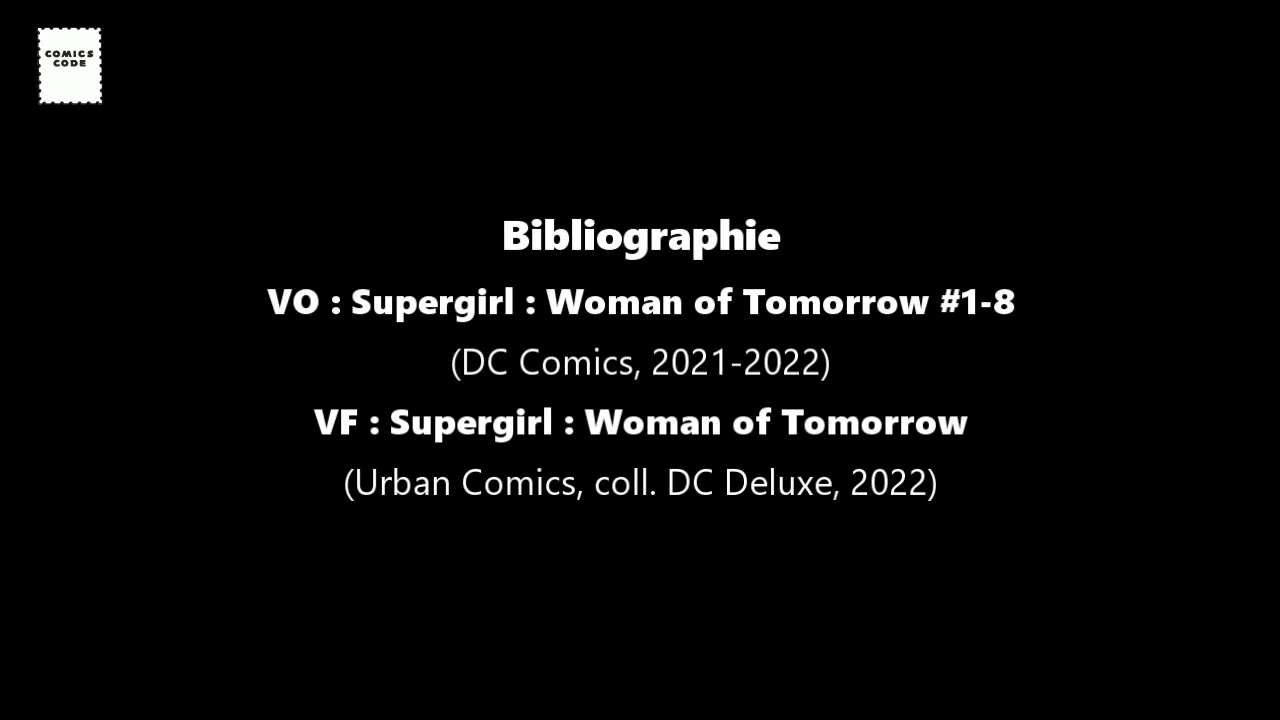 COMICS
CODE
Bibliographie
VO : Supergirl : Woman of Tomorrow #1-8
(DC Comics, 2021-2022)
VF : Supergirl : Woman of Tomorrow
(Urban Comics, coll. DC Deluxe, 2022)